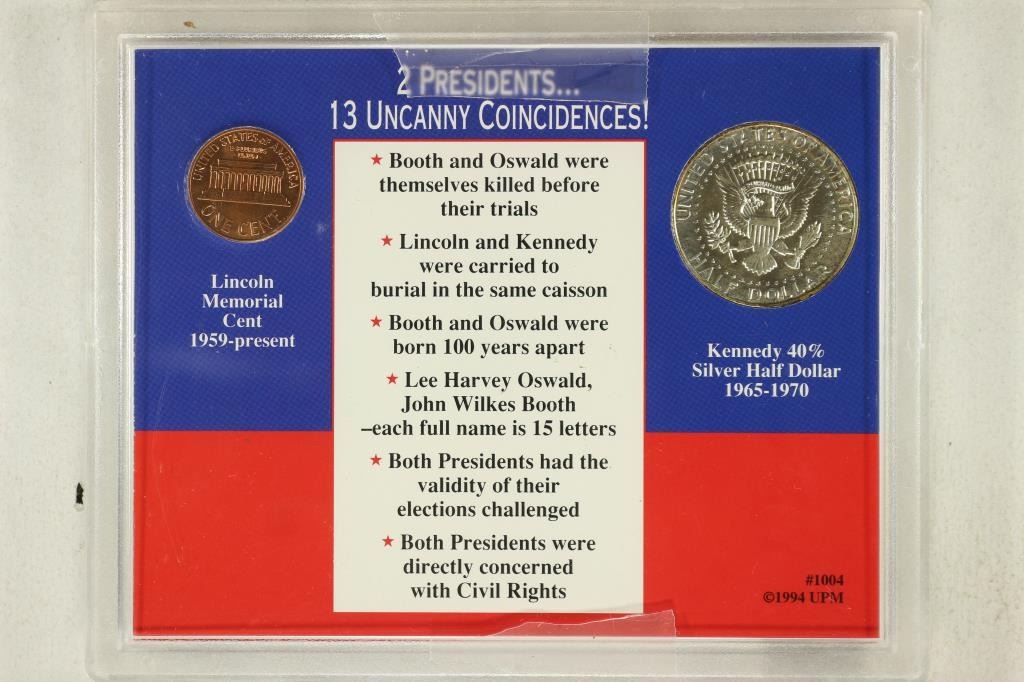 2 PRESIDENTS...
13 UNCANNY COINCIDENCES!
★ Booth and Oswald were
themselves killed before
their trials
★ Lincoln and Kennedy
were carried to
burial in the same caisson
★ Booth and Oswald were
born 100 years apart
★ Lee Harvey Oswald,
John Wilkes Booth
–each full name is 15 letters
★ Both Presidents had the
validity of their
elections challenged
★ Both Presidents were
directly concerned
with Civil Rights
UNITED STATES of AMERICA
ONE CENT
Lincoln
Memorial
Cent
1959-present
UNITED STATES OF AMERICA
HALF DOLLAR
Kennedy 40%
Silver Half Dollar
1965-1970
#1004
©1994 UPM